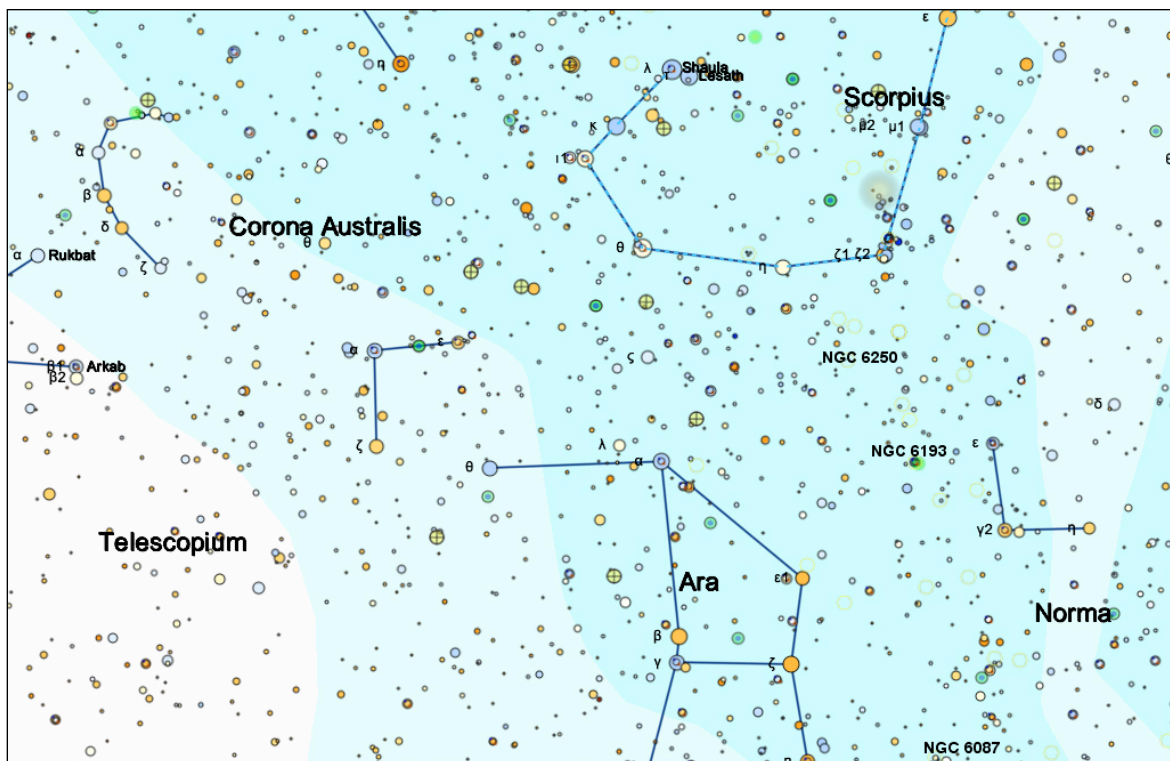 ε
η
λ Shaula
τ Lesath
Scorpius
ο
κ
μ2 μ1
α
ι1
θ
β
Corona Australis
δ
θ
θ
α Rukbat
ζ
η
ζ1 ζ2
α
ε
ς
NGC 6250
β1 Arkab
β2
δ
ζ
λ
ε
NGC 6193
θ
α
γ2
η
Telescopium
ε1
Ara
Norma
β
γ
ζ
NGC 6087
η